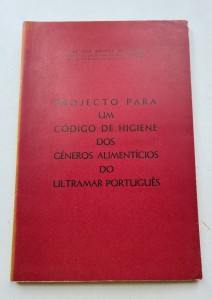 PROJECTO PARA
UM
CÓDIGO DE HIGIENE
DOS
GÉNEROS ALIMENTÍCIOS
DO
ULTRAMAR PORTUGUÊS